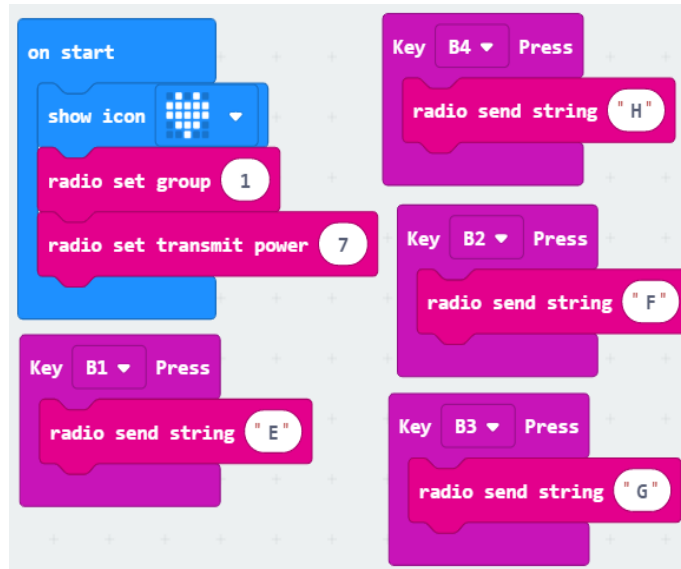 on start
show icon
radio set group 1
radio set transmit power 7
Key B1 Press
radio send string "E"
Key B4 Press
radio send string "H"
Key B2 Press
radio send string "F"
Key B3 Press
radio send string "G"